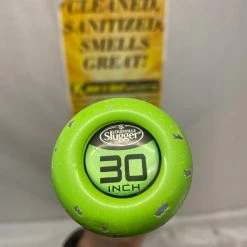 CLEANED,
SANITIZED
SMELLS
GREAT!
LOUISVILLE
Slugger
30
INCH